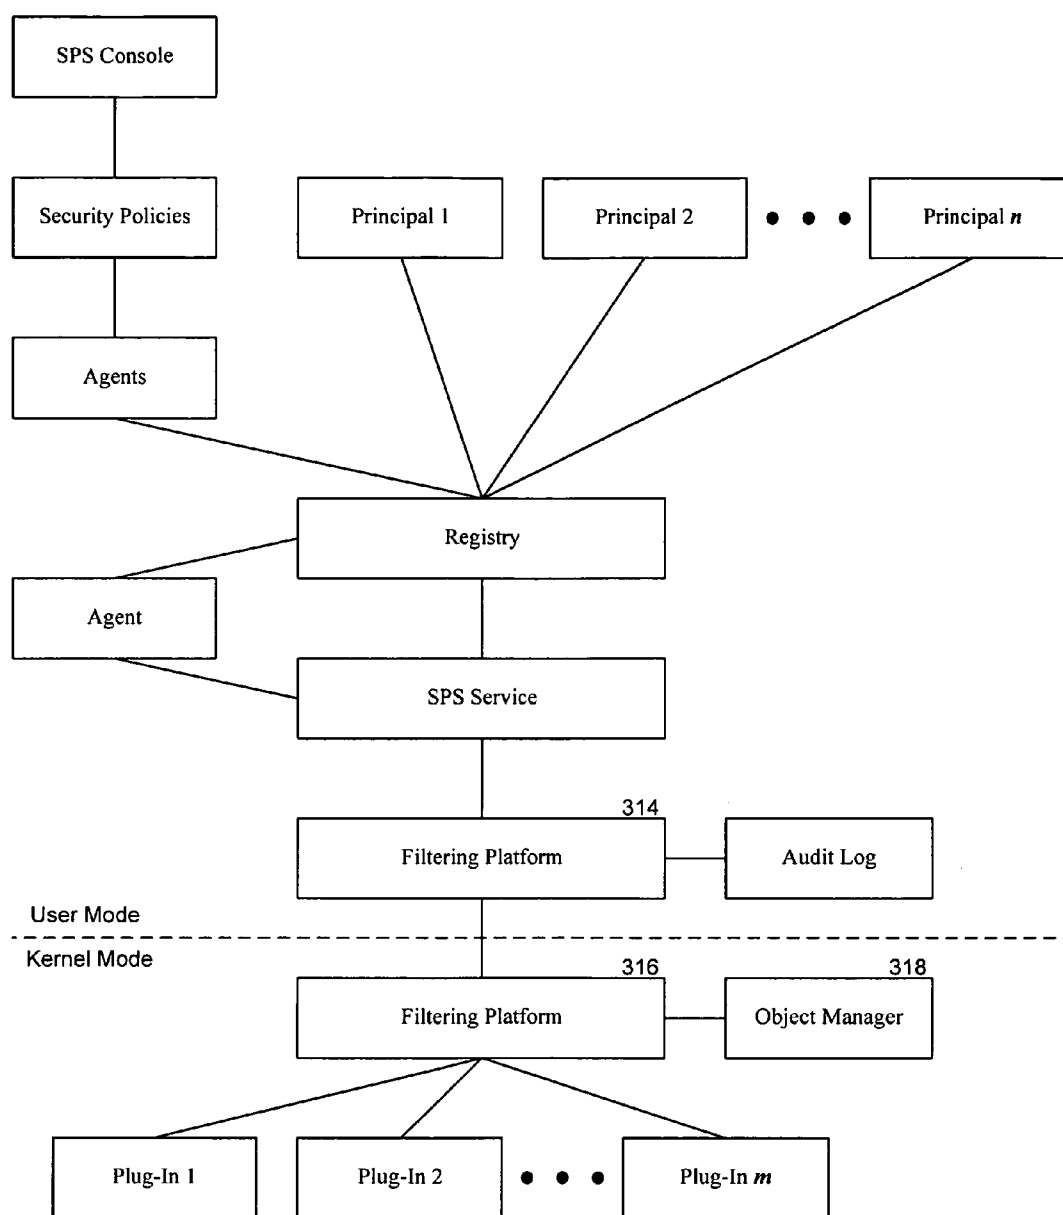 SPS Console
Security Policies
Principal 1
Principal 2
Principal n
Agents
Registry
Agent
SPS Service
314
Filtering Platform
Audit Log
User Mode
Kernel Mode
316
318
Filtering Platform
Object Manager
Plug-In 1
Plug-In 2
Plug-In m